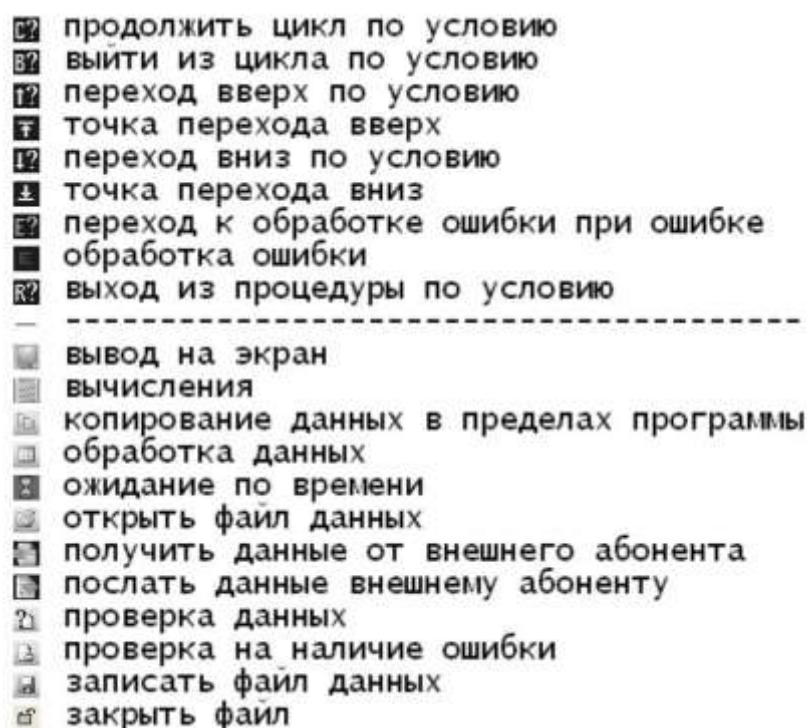 C? продолжить цикл по условию
B? выйти из цикла по условию
↑? переход вверх по условию
точка перехода вверх
↓? переход вниз по условию
точка перехода вниз
E? переход к обработке ошибки при ошибке
обработка ошибки
R? выход из процедуры по условию
— ----------------------------------------
вывод на экран
вычисления
копирование данных в пределах программы
обработка данных
ожидание по времени
открыть файл данных
получить данные от внешнего абонента
послать данные внешнему абоненту
? проверка данных
проверка на наличие ошибки
записать файл данных
закрыть файл